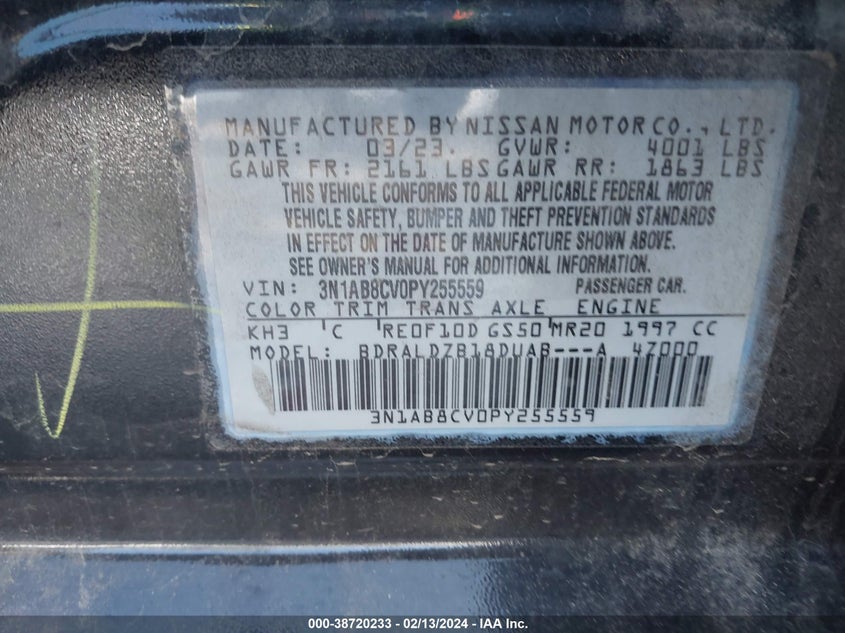 MANUFACTURED BY NISSAN MOTOR CO., LTD.
DATE: 03/23. GVWR: 4001 LBS
GAWR FR: 2161 LBS GAWR RR: 1863 LBS
THIS VEHICLE CONFORMS TO ALL APPLICABLE FEDERAL MOTOR
VEHICLE SAFETY, BUMPER AND THEFT PREVENTION STANDARDS
IN EFFECT ON THE DATE OF MANUFACTURE SHOWN ABOVE.
SEE OWNER'S MANUAL FOR ADDITIONAL INFORMATION.
VIN: 3N1AB8CV0PY255559 PASSENGER CAR.
COLOR TRIM TRANS AXLE ENGINE
KH3 C RE0F10D GS50 MR20 1997 CC
MODEL: BDRALDZB18DUAB---A 4Z000
3N1AB8CV0PY255559
000-38720233 - 02/13/2024 - IAA Inc.